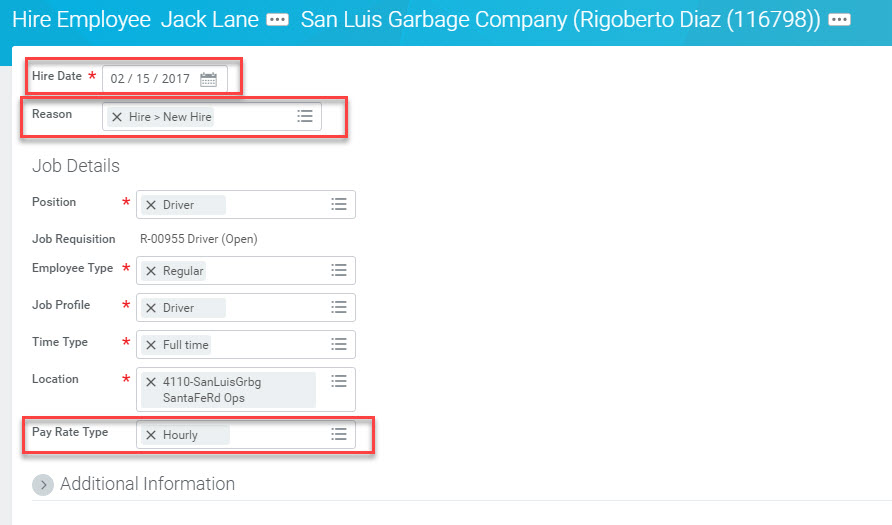 Hire Employee Jack Lane San Luis Garbage Company (Rigoberto Diaz (116798))
Hire Date * 02 / 15 / 2017
Reason Hire > New Hire
Job Details
Position * Driver
Job Requisition R-00955 Driver (Open)
Employee Type * Regular
Job Profile * Driver
Time Type * Full time
Location * 4110-SanLuisGrbg
SantaFeRd Ops
Pay Rate Type Hourly
Additional Information